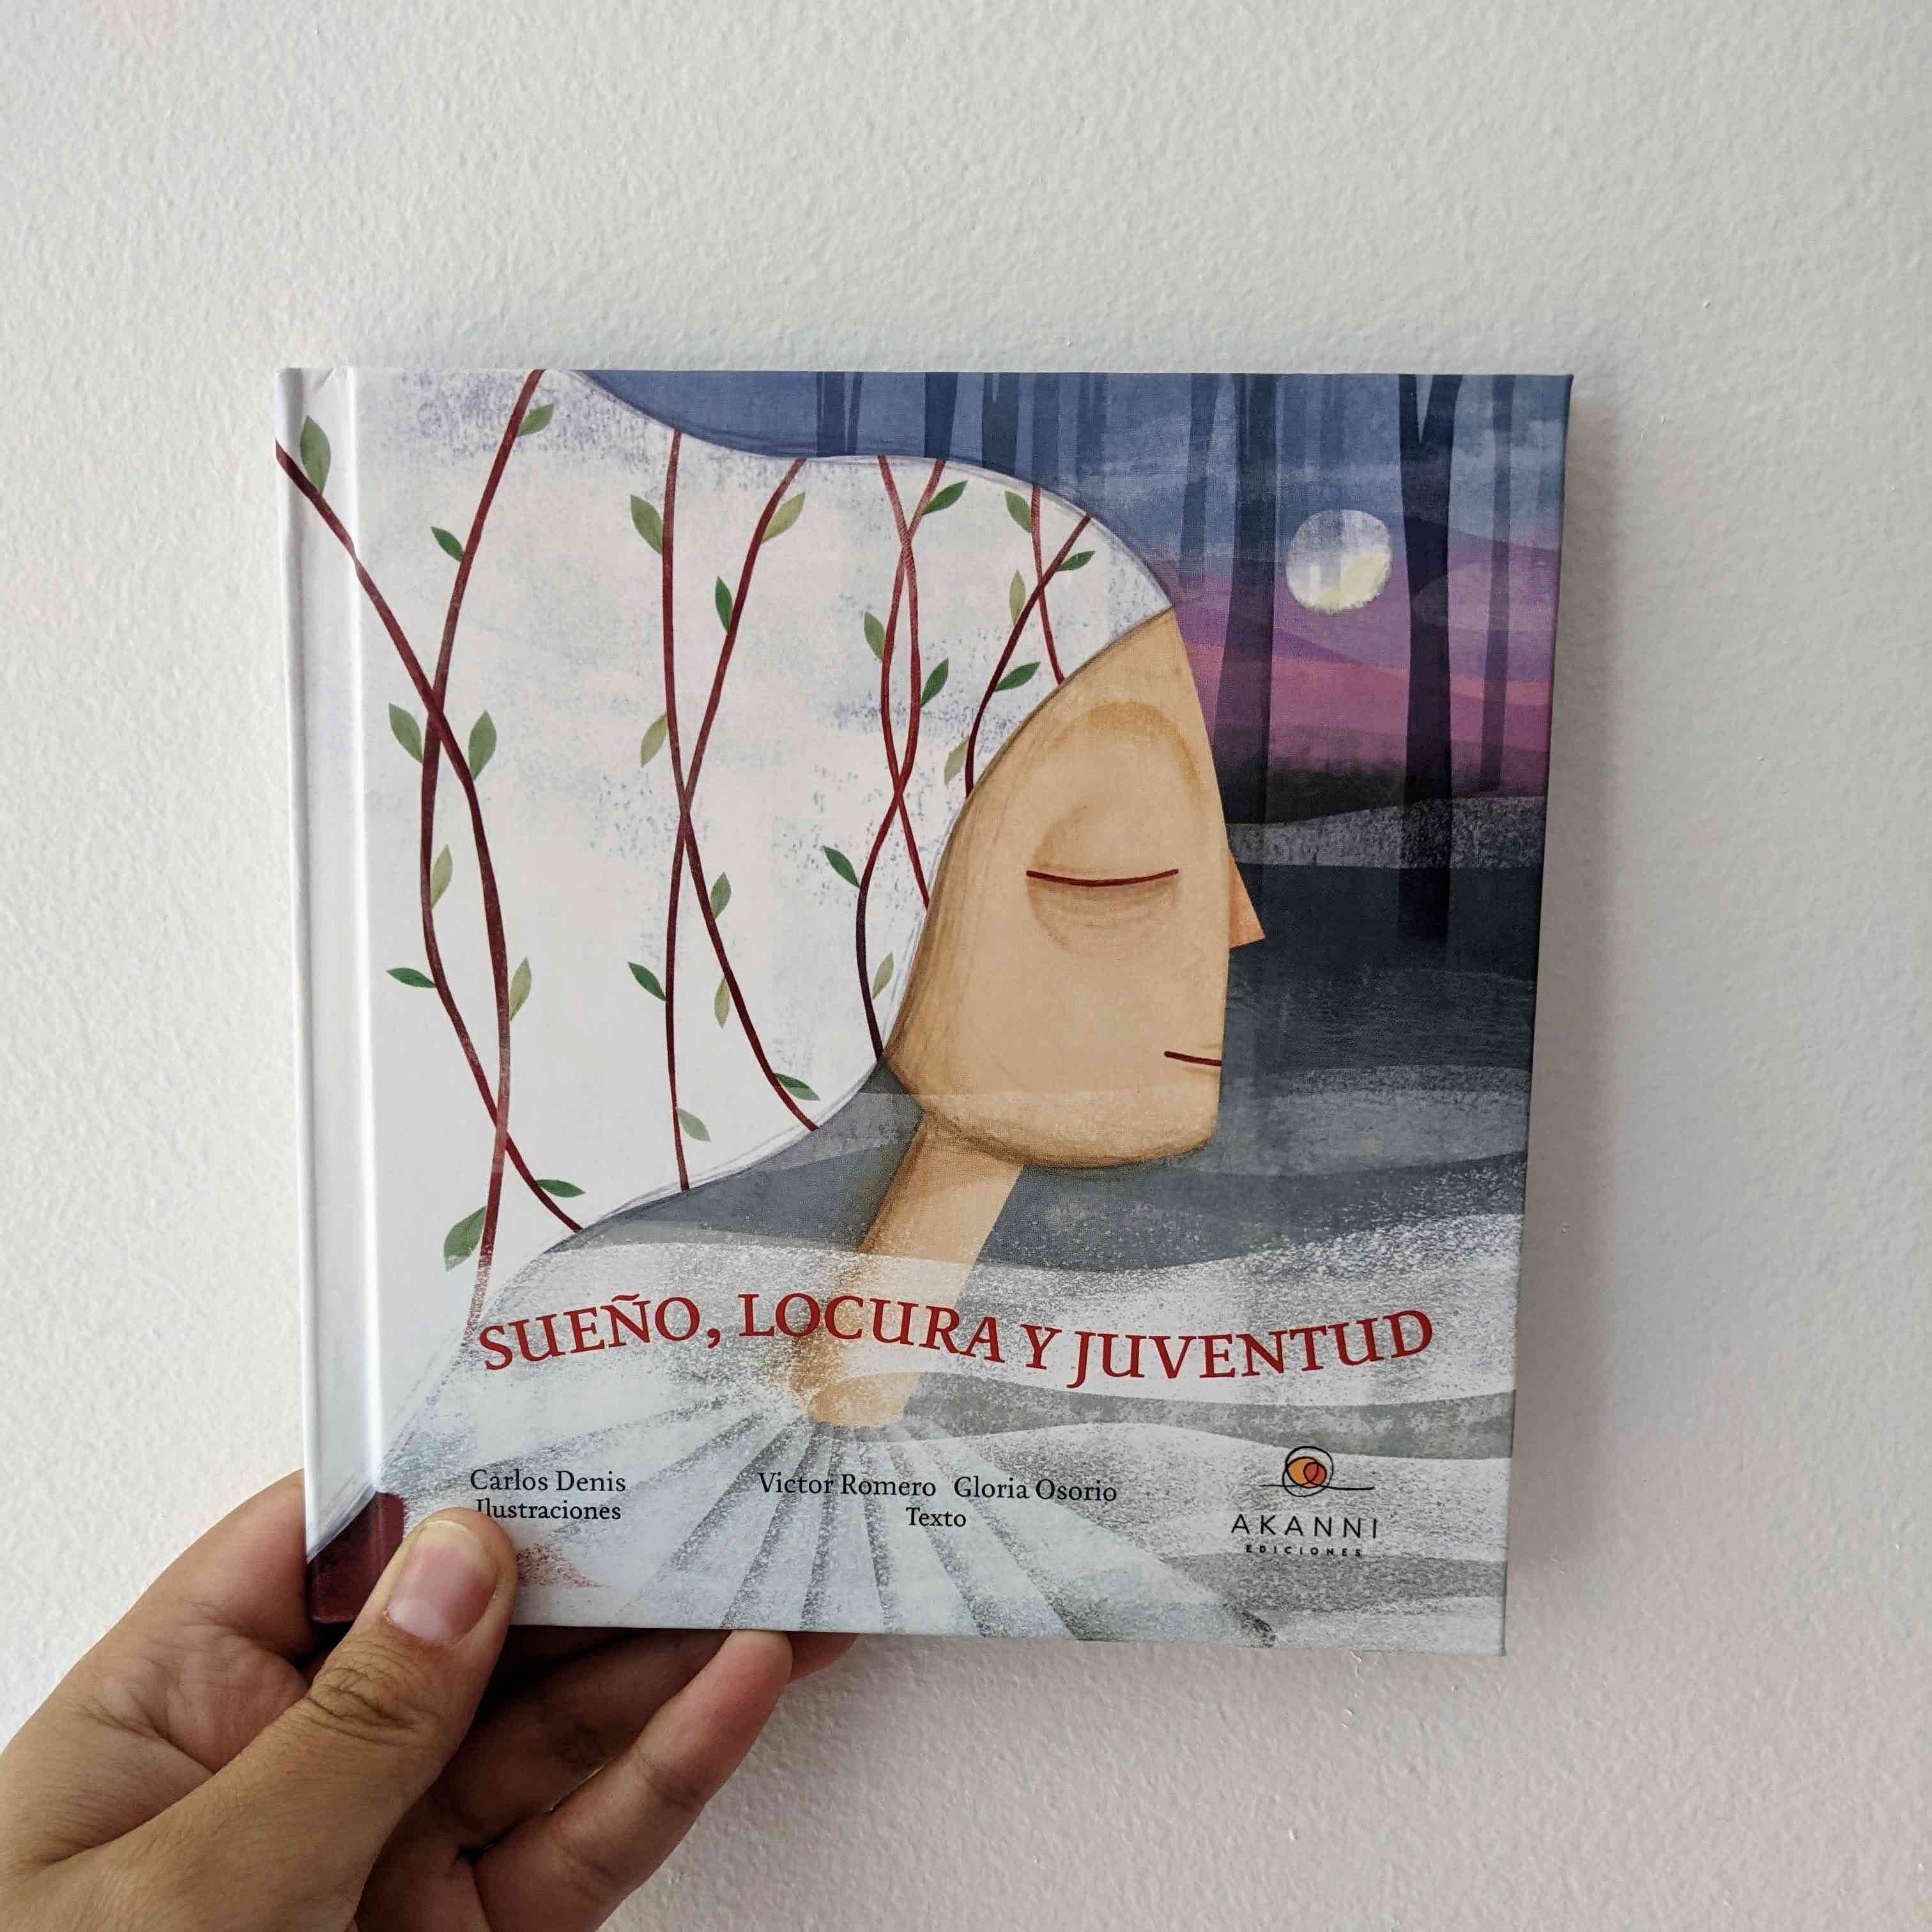 SUEÑO, LOCURA Y JUVENTUD
Carlos Denis
Ilustraciones
Victor Romero Gloria Osorio
Texto
AKANNI
EDICIONES